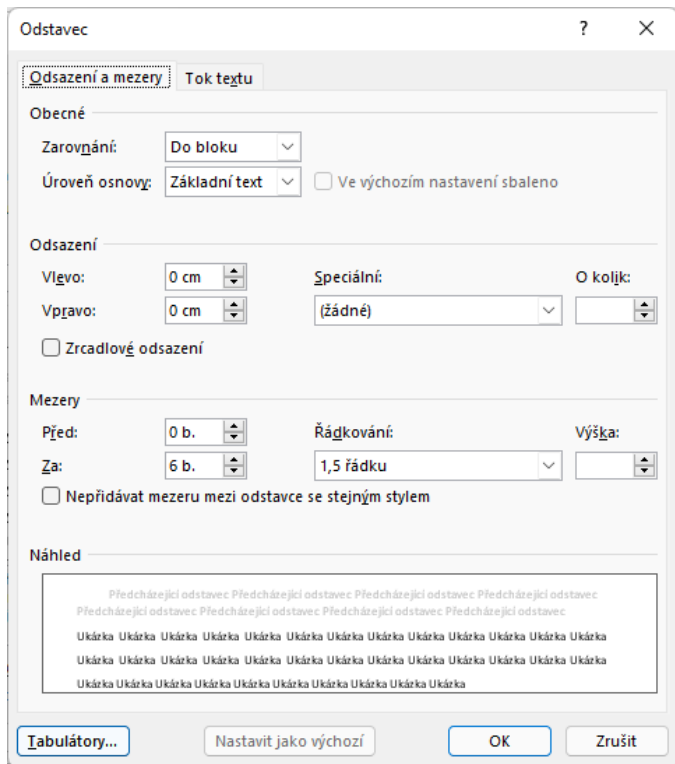 Odstavec ? ×
Odsazení a mezery Tok textu
Obecné
Zarovnání: Do bloku
Úroveň osnovy: Základní text Ve výchozím nastavení sbaleno
Odsazení
Vlevo: 0 cm Speciální: O kolik:
Vpravo: 0 cm (žádné)
Zrcadlové odsazení
Mezery
Před: 0 b. Řádkování: Výška:
Za: 6 b. 1,5 řádku
Nepřidávat mezeru mezi odstavce se stejným stylem
Náhled
Předcházející odstavec Předcházející odstavec Předcházející odstavec Předcházející odstavec
Předcházející odstavec Předcházející odstavec Předcházející odstavec Předcházející odstavec
Ukázka Ukázka Ukázka Ukázka Ukázka Ukázka Ukázka Ukázka Ukázka Ukázka Ukázka Ukázka Ukázka
Ukázka Ukázka Ukázka Ukázka Ukázka Ukázka Ukázka Ukázka Ukázka Ukázka Ukázka Ukázka Ukázka
Ukázka Ukázka Ukázka Ukázka Ukázka Ukázka Ukázka Ukázka Ukázka Ukázka
Tabulátory... Nastavit jako výchozí OK Zrušit